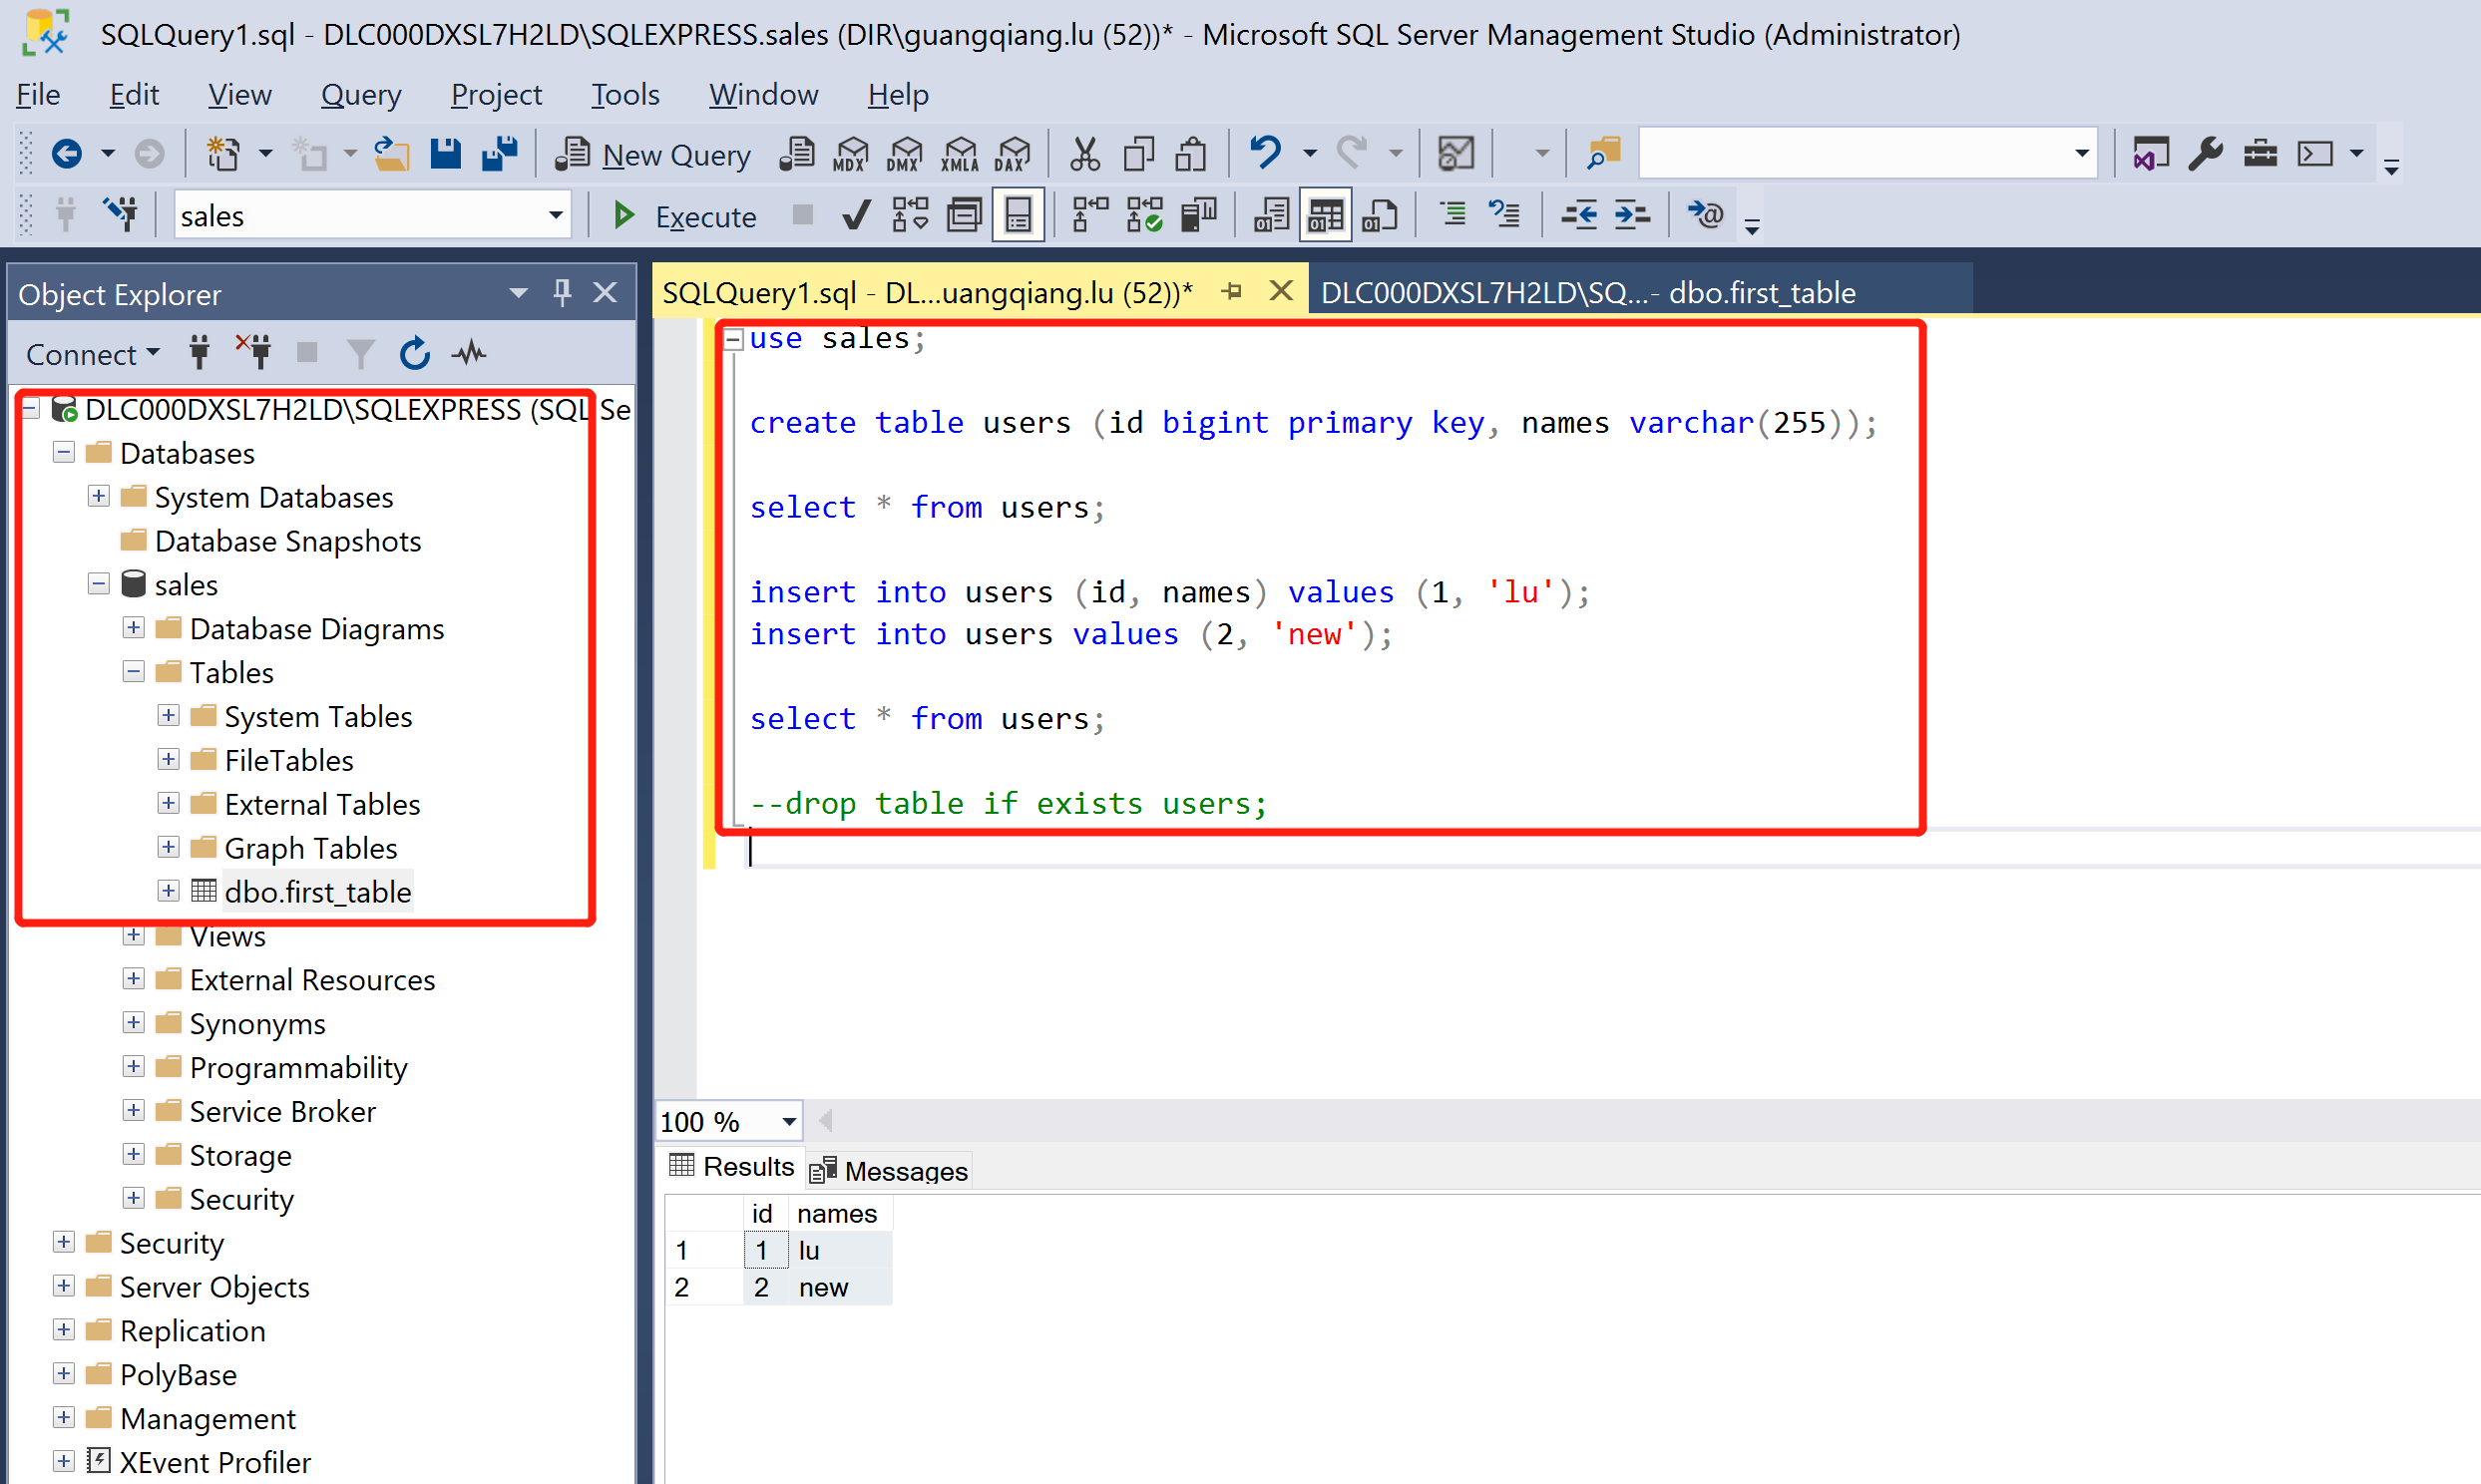 SQLQuery1.sql - DLC000DXSL7H2LD\SQLEXPRESS.sales (DIR\guangqiang.lu (52))* - Microsoft SQL Server Management Studio (Administrator)
File Edit View Query Project Tools Window Help
New Query MDX DMX XMLA DAX
sales Execute
Object Explorer
Connect
DLC000DXSL7H2LD\SQLEXPRESS (SQL Se
Databases
System Databases
Database Snapshots
sales
Database Diagrams
Tables
System Tables
FileTables
External Tables
Graph Tables
dbo.first_table
Views
External Resources
Synonyms
Programmability
Service Broker
Storage
Security
Security
Server Objects
Replication
PolyBase
Management
XEvent Profiler
SQLQuery1.sql - DL...uangqiang.lu (52))* DLC000DXSL7H2LD\SQ...- dbo.first_table
use sales;
create table users (id bigint primary key, names varchar(255));
select * from users;
insert into users (id, names) values (1, 'lu');
insert into users values (2, 'new');
select * from users;
--drop table if exists users;
100 %
Results Messages
id names
1 1 lu
2 2 new